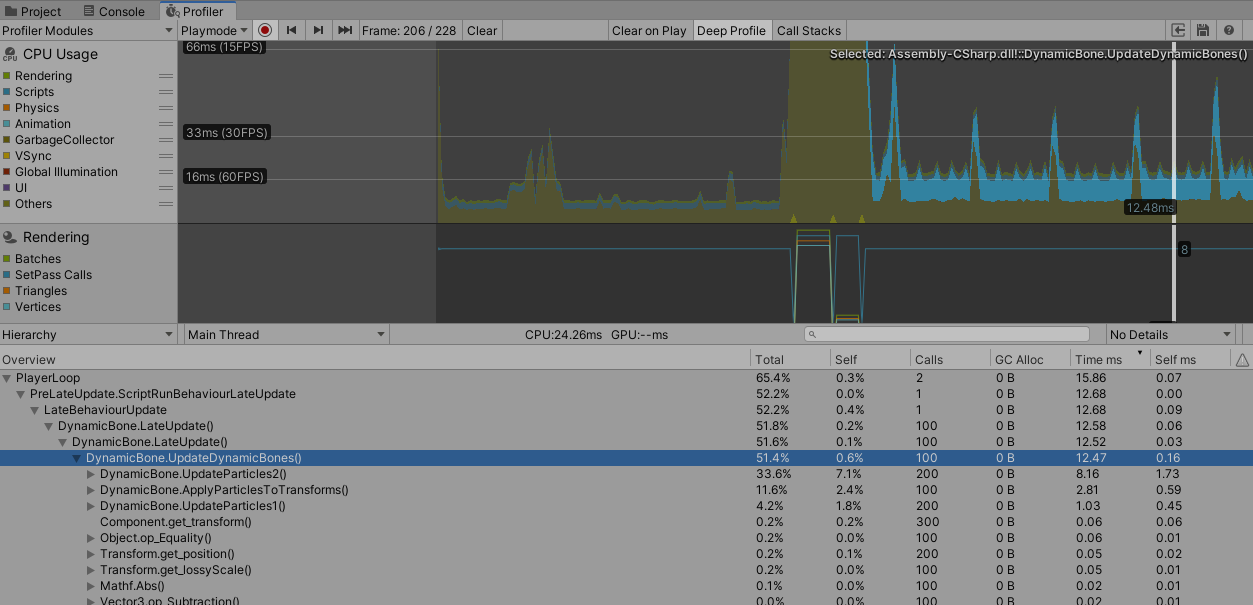 Project Console Profiler
Profiler Modules Playmode Frame: 206 / 228 Clear Clear on Play Deep Profile Call Stacks
CPU Usage
Rendering
Scripts
Physics
Animation
GarbageCollector
VSync
Global Illumination
UI
Others
66ms (15FPS)
33ms (30FPS)
16ms (60FPS)
Selected: Assembly-CSharp.dll!::DynamicBone.UpdateDynamicBones()
12.48ms
Rendering
Batches
SetPass Calls
Triangles
Vertices
8
Hierarchy Main Thread CPU:24.26ms GPU:--ms No Details
Overview Total Self Calls GC Alloc Time ms Self ms
PlayerLoop 65.4% 0.3% 2 0 B 15.86 0.07
PreLateUpdate.ScriptRunBehaviourLateUpdate 52.2% 0.0% 1 0 B 12.68 0.00
LateBehaviourUpdate 52.2% 0.4% 1 0 B 12.68 0.09
DynamicBone.LateUpdate() 51.8% 0.2% 100 0 B 12.58 0.06
DynamicBone.LateUpdate() 51.6% 0.1% 100 0 B 12.52 0.03
DynamicBone.UpdateDynamicBones() 51.4% 0.6% 100 0 B 12.47 0.16
DynamicBone.UpdateParticles2() 33.6% 7.1% 200 0 B 8.16 1.73
DynamicBone.ApplyParticlesToTransforms() 11.6% 2.4% 100 0 B 2.81 0.59
DynamicBone.UpdateParticles1() 4.2% 1.8% 200 0 B 1.03 0.45
Component.get_transform() 0.2% 0.2% 300 0 B 0.06 0.06
Object.op_Equality() 0.2% 0.0% 100 0 B 0.06 0.01
Transform.get_position() 0.2% 0.1% 200 0 B 0.05 0.02
Transform.get_lossyScale() 0.2% 0.0% 100 0 B 0.05 0.01
Mathf.Abs() 0.1% 0.0% 100 0 B 0.02 0.01
Vector3.op_Subtraction() 0.0% 0.0% 100 0 B 0.02 0.01